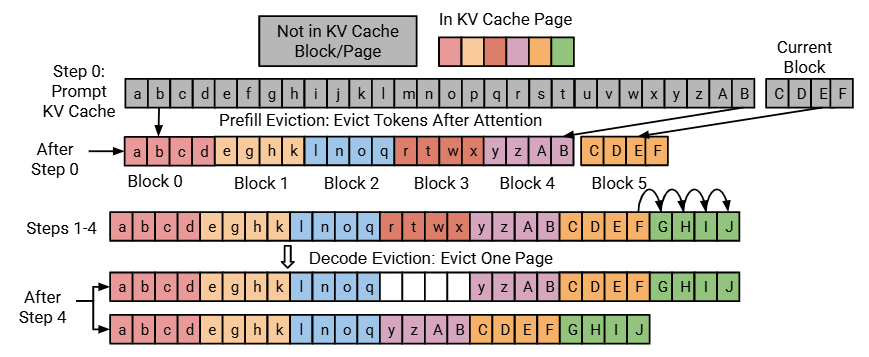 Not in KV Cache
Block/Page
In KV Cache Page
Current
Block
Step 0:
Prompt
KV Cache
a b c d e f g h i j k l m n o p q r s t u v w x y z A B C D E F
Prefill Eviction: Evict Tokens After Attention
After
Step 0
a b c d e g h k l n o q r t w x y z A B C D E F
Block 0 Block 1 Block 2 Block 3 Block 4 Block 5
Steps 1-4
a b c d e g h k l n o q r t w x y z A B C D E F G H I J
Decode Eviction: Evict One Page
After
Step 4
a b c d e g h k l n o q y z A B C D E F G H I J
a b c d e g h k l n o q y z A B C D E F G H I J